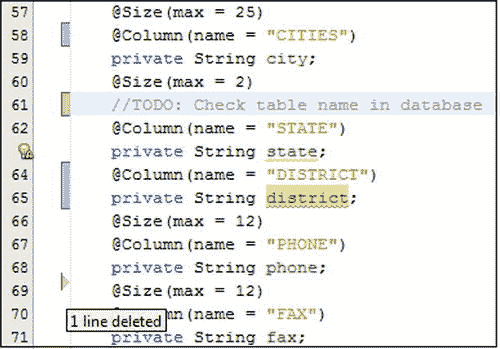 57 @Size(max = 25)
58 @Column(name = "CITIES")
59 private String city;
60 @Size(max = 2)
61 //TODO: Check table name in database
62 @Column(name = "STATE")
private String state;
64 @Column(name = "DISTRICT")
65 private String district;
66 @Size(max = 12)
67 @Column(name = "PHONE")
68 private String phone;
69 @Size(max = 12)
70 1 line deleted umn(name = "FAX")
71 private String fax;